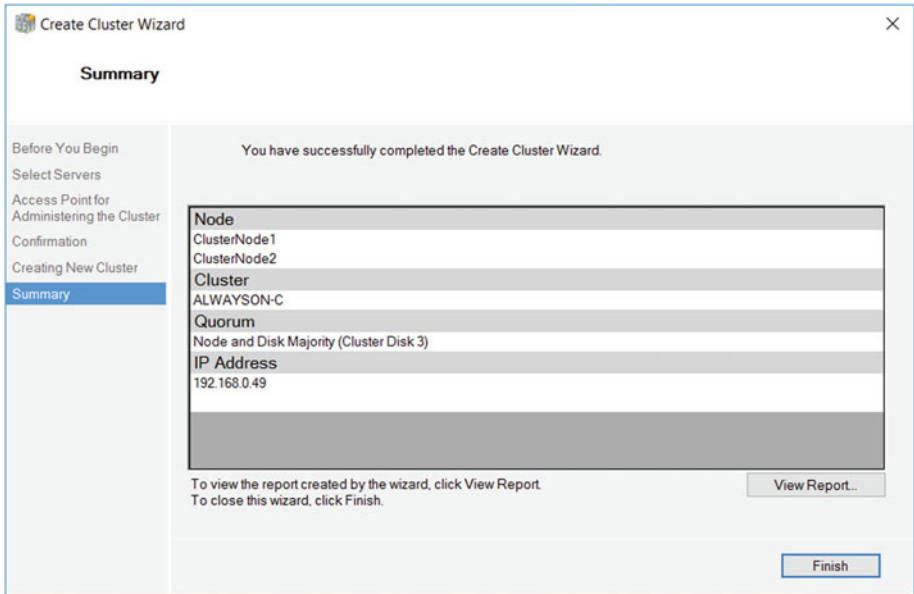 Create Cluster Wizard
Summary
Before You Begin
Select Servers
Access Point for
Administering the Cluster
Confirmation
Creating New Cluster
Summary
You have successfully completed the Create Cluster Wizard.
Node
ClusterNode1
ClusterNode2
Cluster
ALWAYSON-C
Quorum
Node and Disk Majority (Cluster Disk 3)
IP Address
192.168.0.49
To view the report created by the wizard, click View Report.
To close this wizard, click Finish.
View Report...
Finish